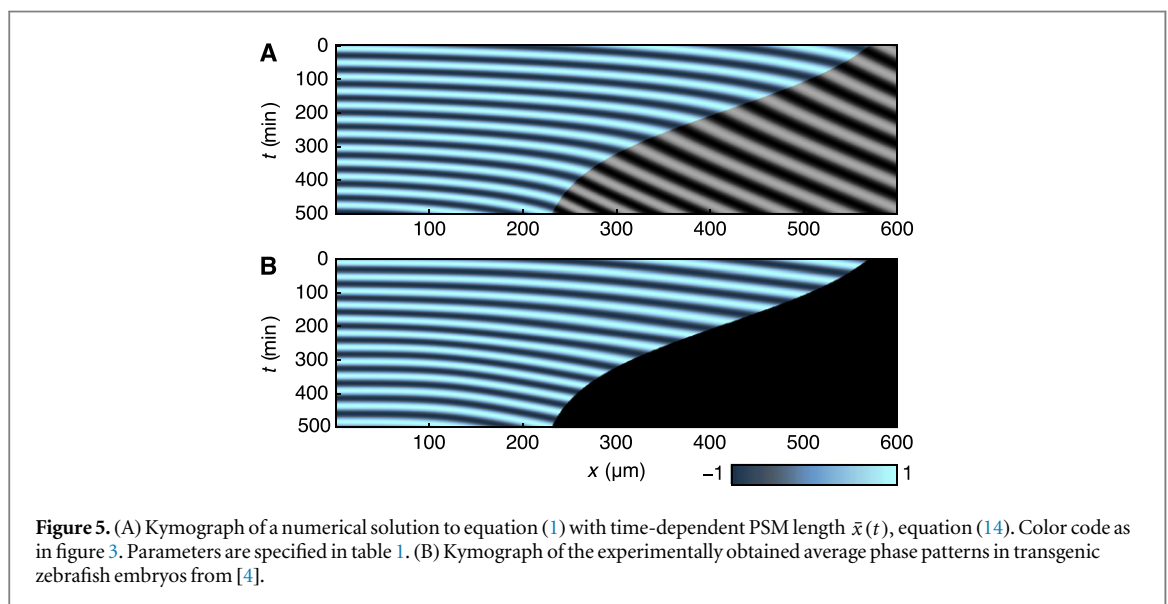 A
0
100
200
300
400
500
t (min)
100 200 300 400 500 600
B
0
100
200
300
400
500
t (min)
100 200 300 400 500 600
x (μm)
−1 1
Figure 5. (A) Kymograph of a numerical solution to equation (1) with time-dependent PSM length x̄(t), equation (14). Color code as
in figure 3. Parameters are specified in table 1. (B) Kymograph of the experimentally obtained average phase patterns in transgenic
zebrafish embryos from [4].